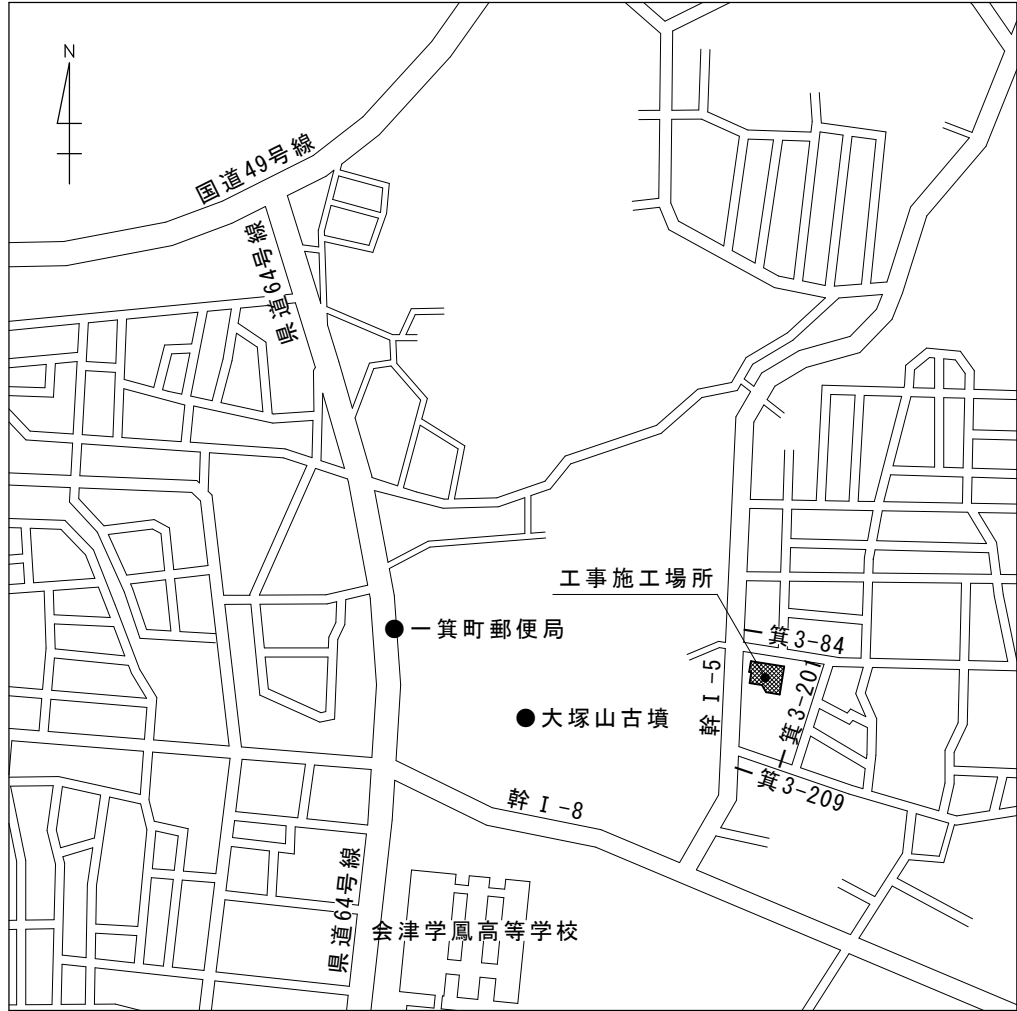 N
国道49号線
県道64号線
工事施工場所
一箕町郵便局
一箕3-84
幹Ⅰ-5
一箕3-201
大塚山古墳
一箕3-209
幹Ⅰ-8
県道64号線
会津学鳳高等学校